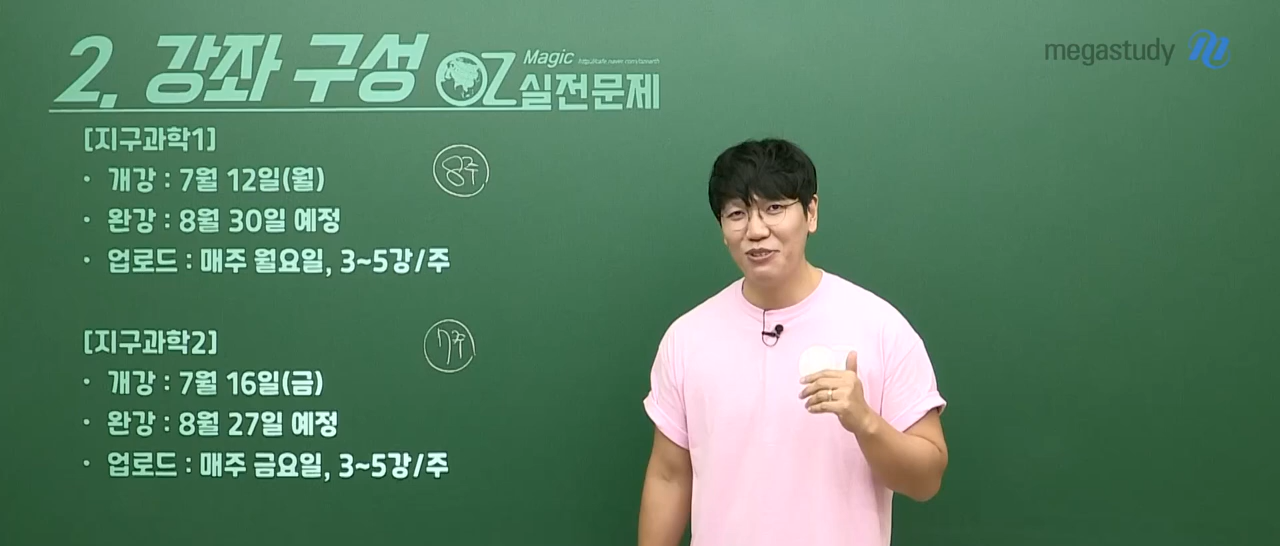 2. 강좌 구성 OZ Magic 실전문제
megastudy
[지구과학1]
8주
· 개강 : 7월 12일(월)
· 완강 : 8월 30일 예정
· 업로드 : 매주 월요일, 3~5강/주
[지구과학2]
7주
· 개강 : 7월 16일(금)
· 완강 : 8월 27일 예정
· 업로드 : 매주 금요일, 3~5강/주